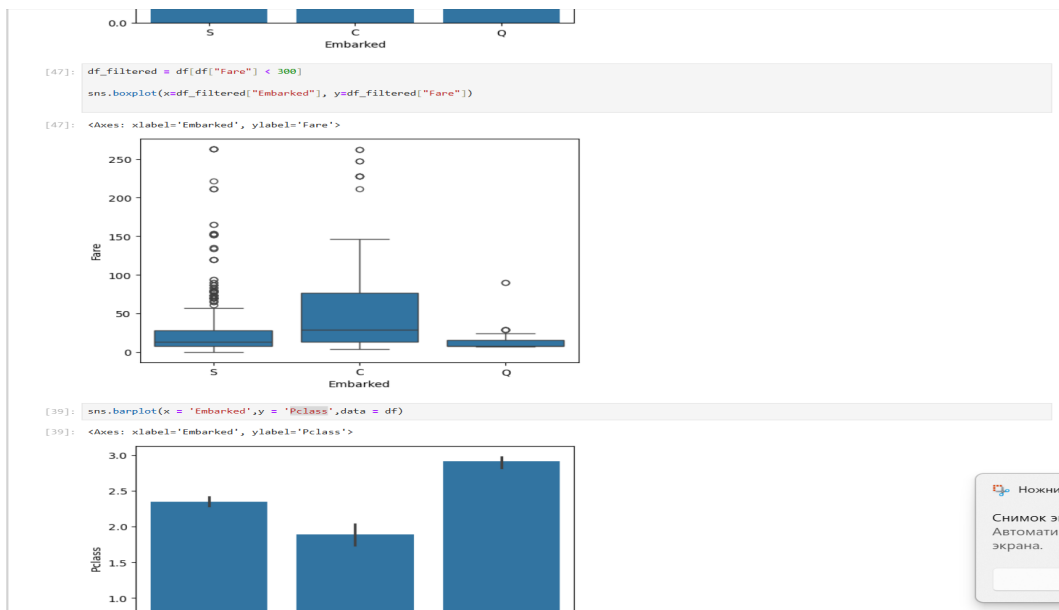 0.0
S C Q
Embarked
[47]: df_filtered = df[df["Fare"] < 300]
sns.boxplot(x=df_filtered["Embarked"], y=df_filtered["Fare"])
[47]: <Axes: xlabel='Embarked', ylabel='Fare'>
250
200
150
Fare
100
50
0
S C Q
Embarked
[39]: sns.barplot(x = 'Embarked',y = 'Pclass',data = df)
[39]: <Axes: xlabel='Embarked', ylabel='Pclass'>
3.0
2.5
2.0
Pclass
1.5
1.0
Ножни
Снимок э
Автомати
экрана.